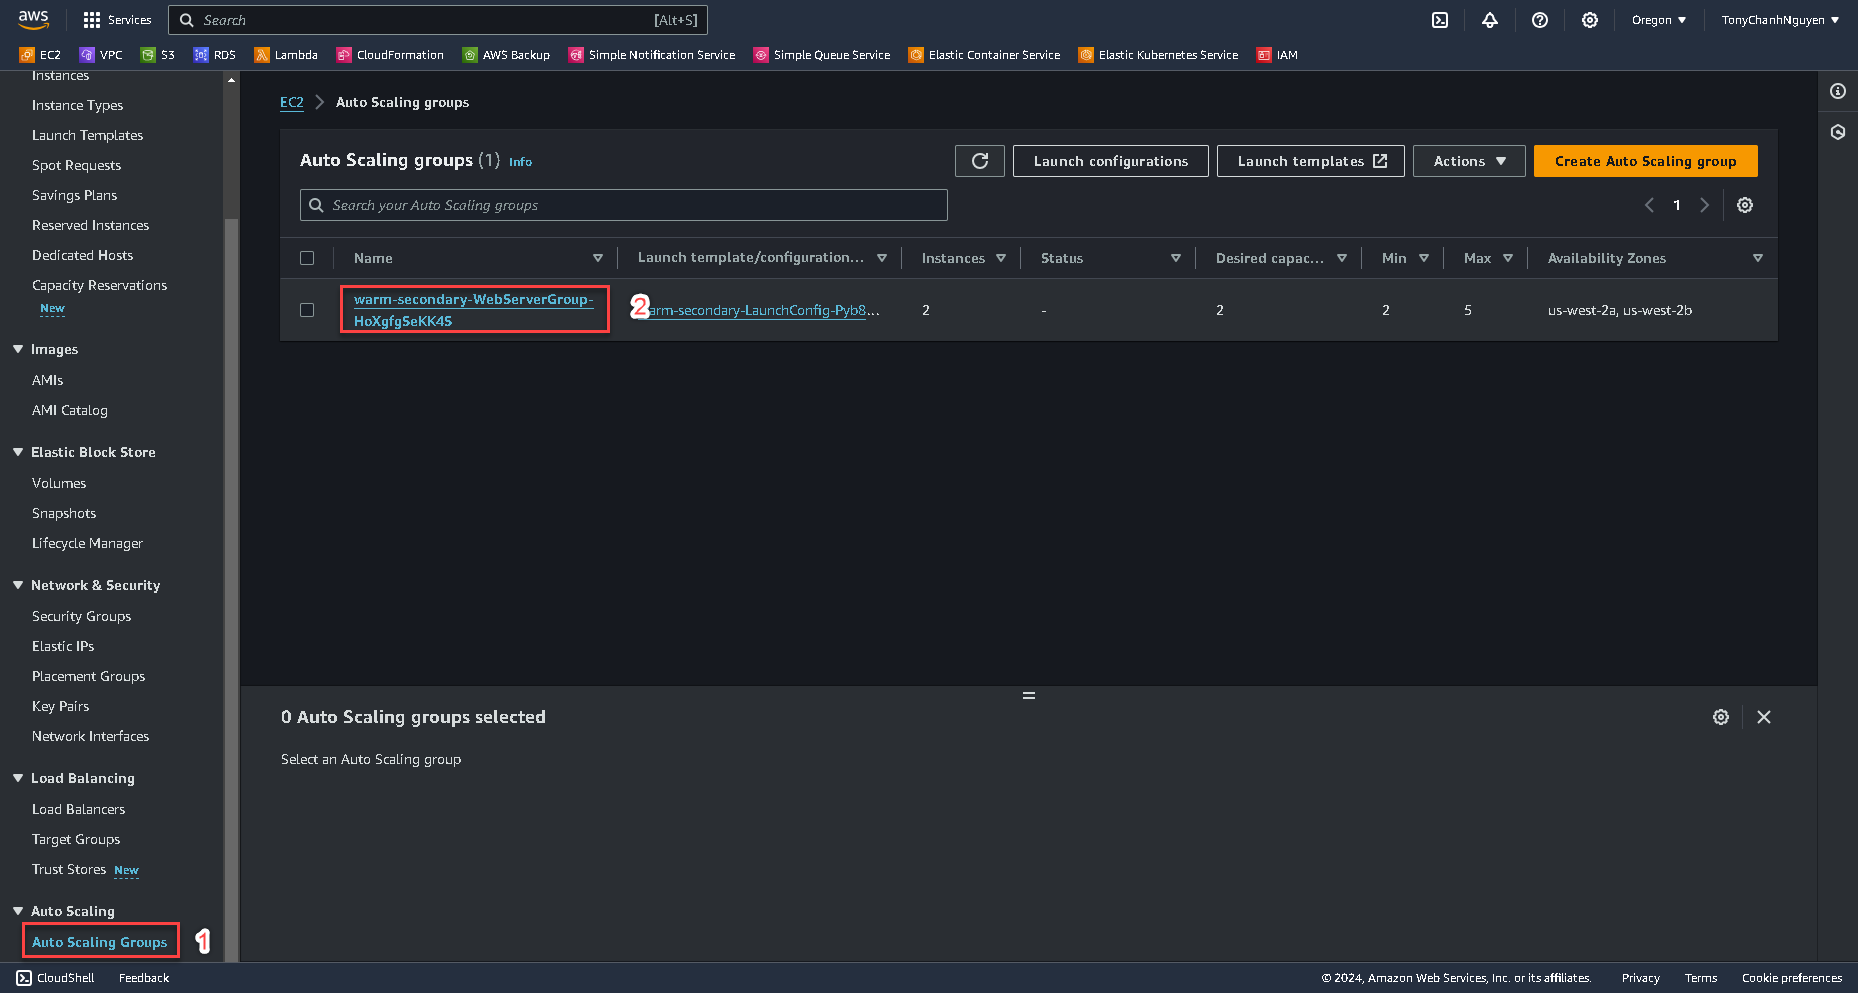 aws
Services
Search
[Alt+S]
Oregon
TonyChanhNguyen
EC2
VPC
S3
RDS
Lambda
CloudFormation
AWS Backup
Simple Notification Service
Simple Queue Service
Elastic Container Service
Elastic Kubernetes Service
IAM
Instances
Instance Types
Launch Templates
Spot Requests
Savings Plans
Reserved Instances
Dedicated Hosts
Capacity Reservations
New
Images
AMIs
AMI Catalog
Elastic Block Store
Volumes
Snapshots
Lifecycle Manager
Network & Security
Security Groups
Elastic IPs
Placement Groups
Key Pairs
Network Interfaces
Load Balancing
Load Balancers
Target Groups
Trust Stores New
Auto Scaling
Auto Scaling Groups
1
EC2 > Auto Scaling groups
Auto Scaling groups (1) Info
Launch configurations
Launch templates
Actions
Create Auto Scaling group
Search your Auto Scaling groups
1
Name
Launch template/configuration...
Instances
Status
Desired capac...
Min
Max
Availability Zones
warm-secondary-WebServerGroup-
HoXgfgSeKK4S
2
arm-secondary-LaunchConfig-Pyb8...
2
-
2
2
5
us-west-2a, us-west-2b
0 Auto Scaling groups selected
Select an Auto Scaling group
CloudShell
Feedback
© 2024, Amazon Web Services, Inc. or its affiliates.
Privacy
Terms
Cookie preferences